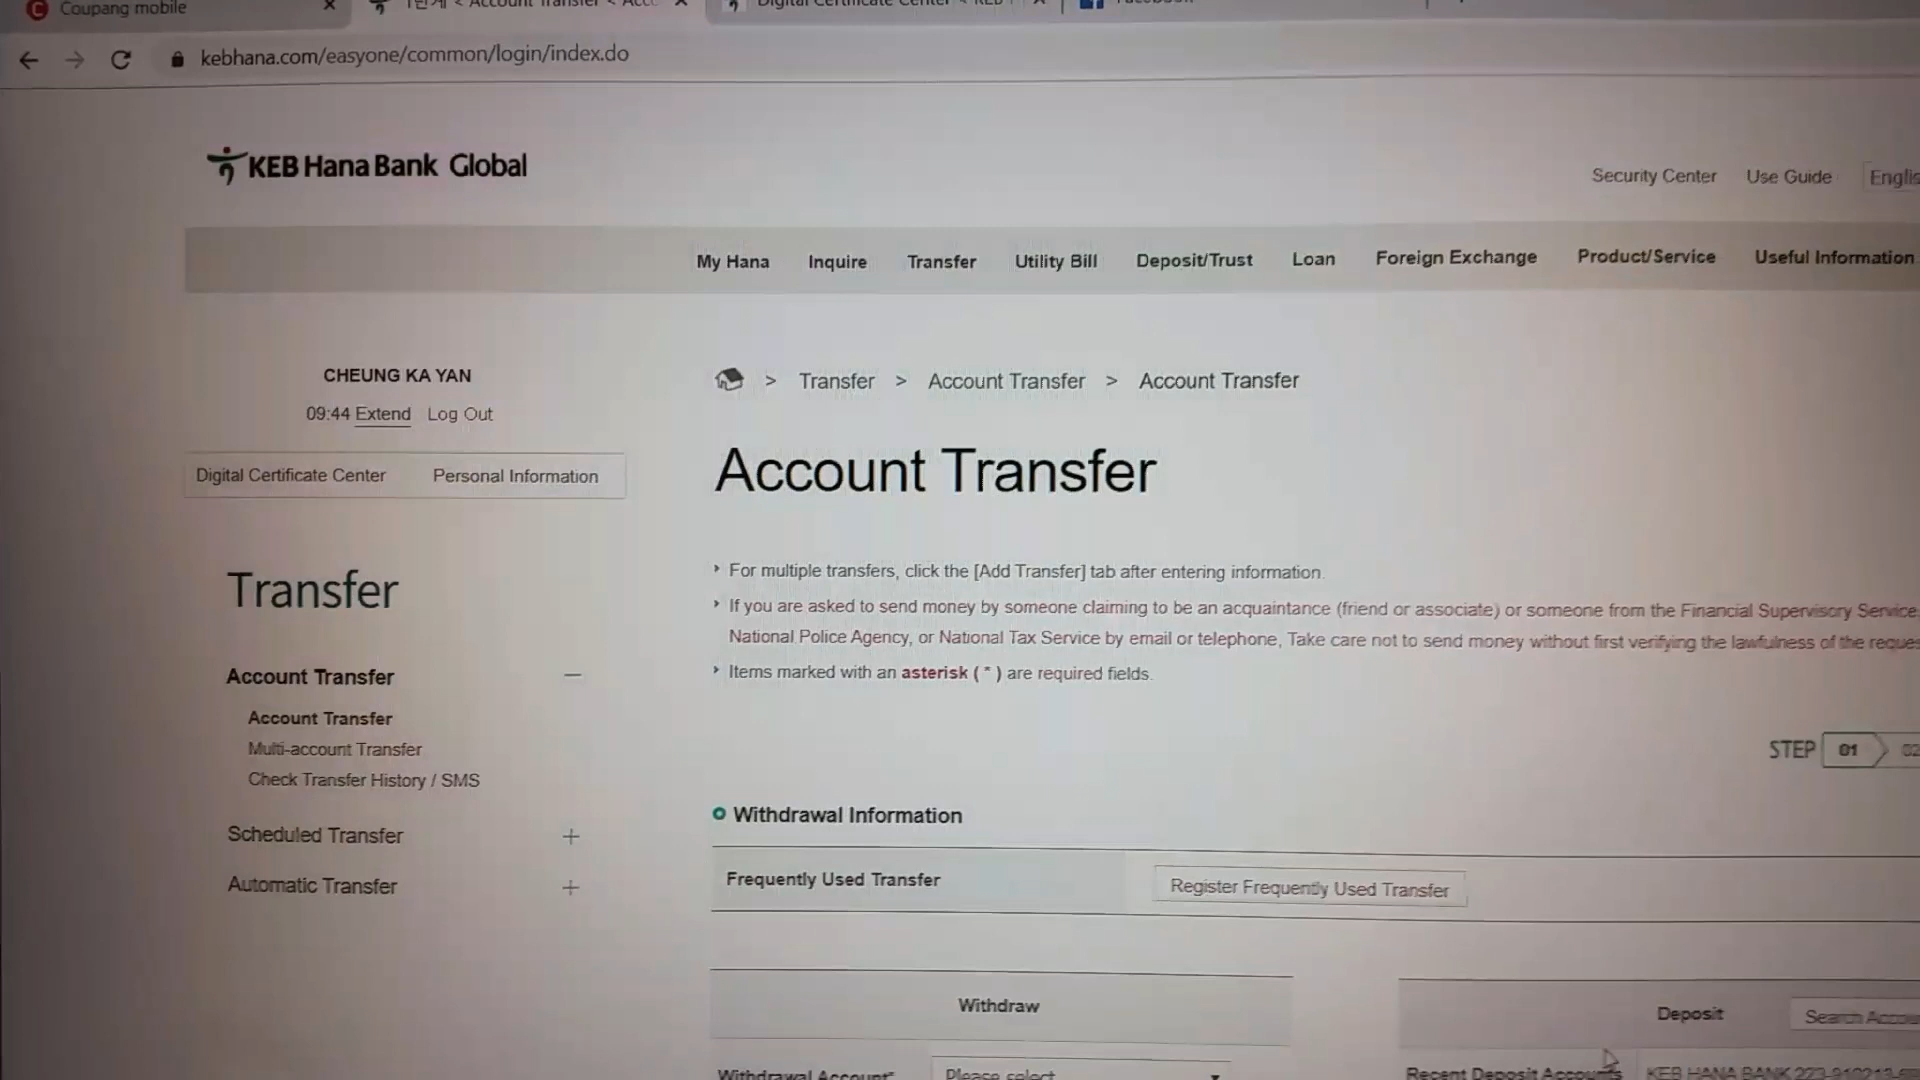 Coupang mobile
kebhana.com/easyone/common/login/index.do
KEB Hana Bank Global
Security Center Use Guide
My Hana Inquire Transfer Utility Bill Deposit/Trust Loan Foreign Exchange Product/Service Useful Information
CHEUNG KA YAN
09:44 Extend Log Out
Digital Certificate Center Personal Information
> Transfer > Account Transfer > Account Transfer
Account Transfer
For multiple transfers, click the [Add Transfer] tab after entering information.
If you are asked to send money by someone claiming to be an acquaintance (friend or associate) or someone from the Financial Supervisory Service
National Police Agency, or National Tax Service by email or telephone, Take care not to send money without first verifying the lawfulness of the
Items marked with an asterisk ( * ) are required fields.
Transfer
Account Transfer
Account Transfer
Multi-account Transfer
Check Transfer History / SMS
Scheduled Transfer
Automatic Transfer
STEP 01 02
Withdrawal Information
Frequently Used Transfer Register Frequently Used Transfer
Withdraw
Deposit Search
Withdrawal Account* Please select
Recent Deposit Accounts KEB HANA BANK